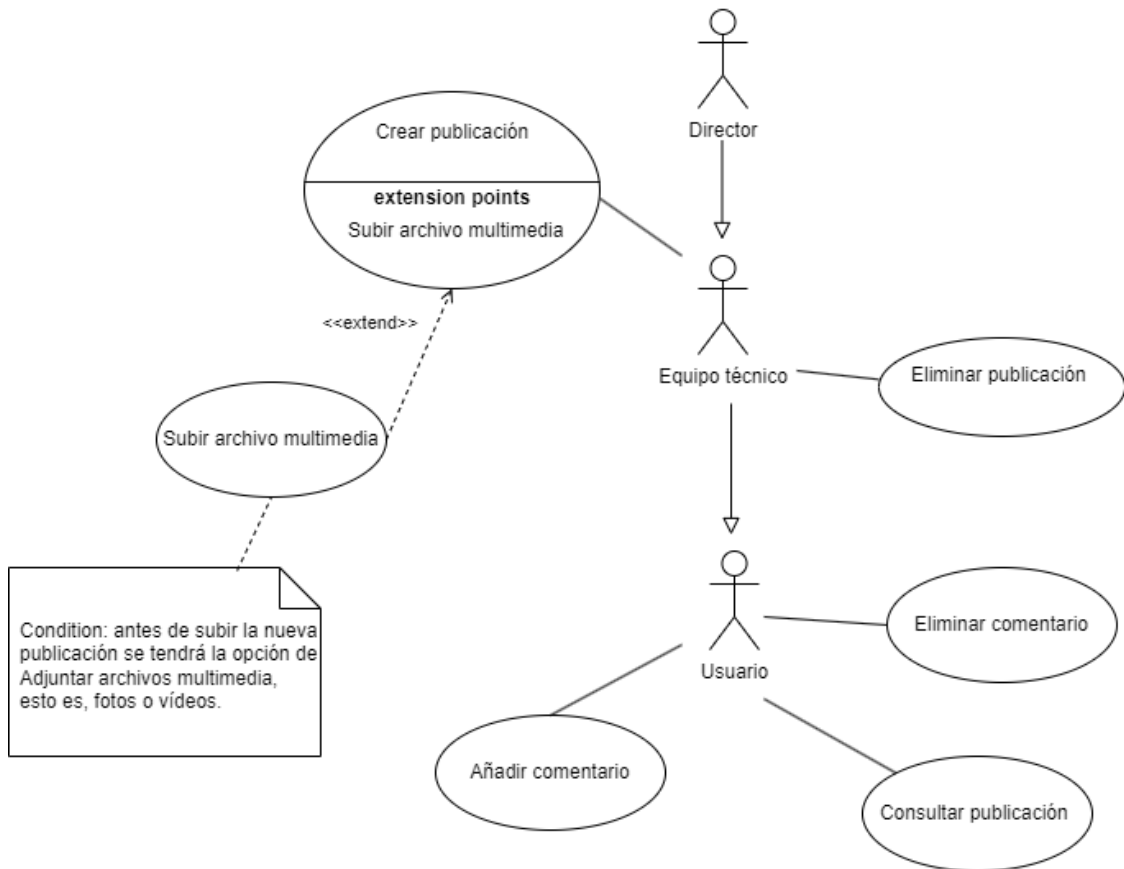 Director
Crear publicación
extension points
Subir archivo multimedia
<<extend>>
Equipo técnico
Eliminar publicación
Subir archivo multimedia
Condition: antes de subir la nueva
publicación se tendrá la opción de
Adjuntar archivos multimedia,
esto es, fotos o vídeos.
Usuario
Eliminar comentario
Añadir comentario
Consultar publicación